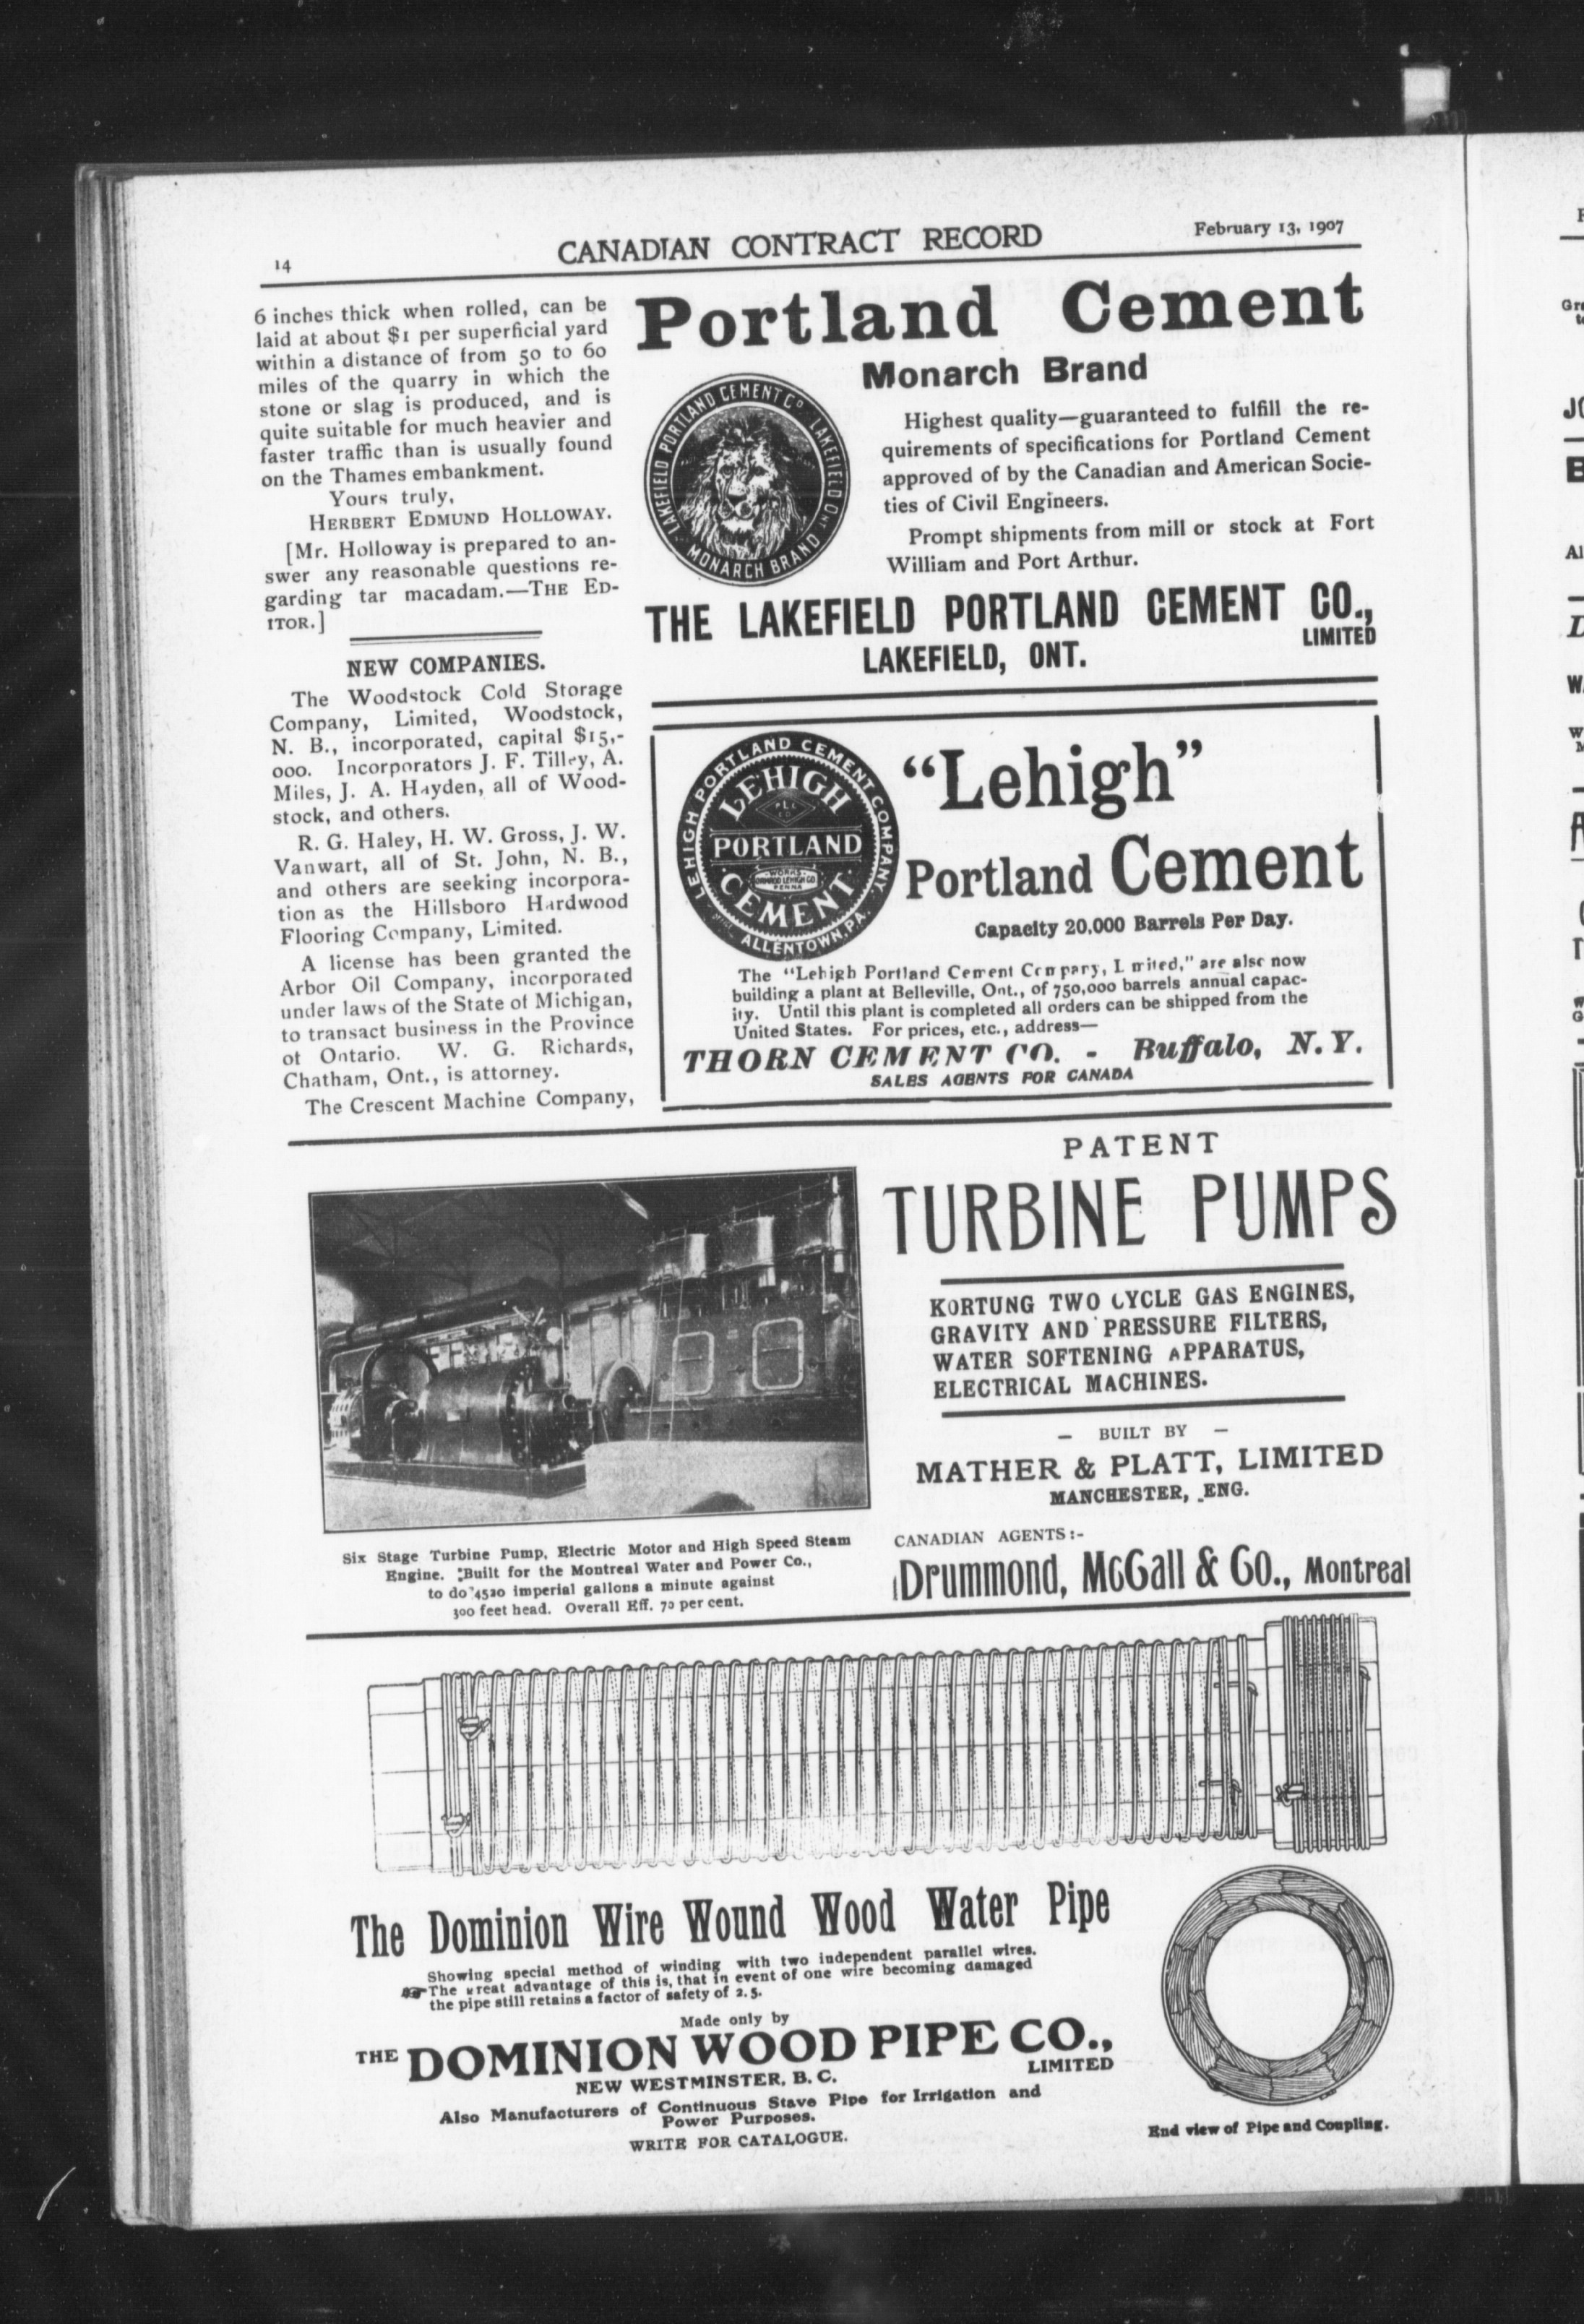 14
CANADIAN CONTRACT RECORD
February 13, 1907
6 inches thick when rolled, can be
laid at about $1 per superficial yard
within a distance of from 50 to 60
miles of the quarry in which the
stone or slag is produced, and is
quite suitable for much heavier and
faster traffic than is usually found
on the Thames embankment.
Yours truly,
HERBERT EDMUND HOLLOWAY.
[Mr. Holloway is prepared to an-
swer any reasonable questions re-
garding tar macadam.—THE ED-
ITOR.]
NEW COMPANIES.
The Woodstock Cold Storage
Company, Limited, Woodstock,
N. B., incorporated, capital $15,-
000. Incorporators J. F. Tilley, A.
Miles, J. A. Hayden, all of Wood-
stock, and others.
R. G. Haley, H. W. Gross, J. W.
Vanwart, all of St. John, N. B.,
and others are seeking incorpora-
tion as the Hillsboro Hardwood
Flooring Company, Limited.
A license has been granted the
Arbor Oil Company, incorporated
under laws of the State of Michigan,
to transact business in the Province
of Ontario. W. G. Richards,
Chatham, Ont., is attorney.
The Crescent Machine Company,
Portland Cement
Monarch Brand
LAKEFIELD PORTLAND CEMENT Co. LAKEFIELD ONT
MONARCH BRAND
Highest quality—guaranteed to fulfill the re-
quirements of specifications for Portland Cement
approved of by the Canadian and American Socie-
ties of Civil Engineers.
Prompt shipments from mill or stock at Fort
William and Port Arthur.
THE LAKEFIELD PORTLAND CEMENT CO.,
LIMITED
LAKEFIELD, ONT.
LEHIGH PORTLAND CEMENT COMPANY.
ALLENTOWN, PA.
LEHIGH
PORTLAND
WORKS
CEMENT
"Lehigh"
Portland Cement
Capacity 20,000 Barrels Per Day.
The "Lehigh Portland Cement Company, Limited," are also now
building a plant at Belleville, Ont., of 750,000 barrels annual capac-
ity. Until this plant is completed all orders can be shipped from the
United States. For prices, etc., address—
THORN CEMENT CO. - Buffalo, N. Y.
SALES AGENTS FOR CANADA
PATENT
TURBINE PUMPS
KORTUNG TWO CYCLE GAS ENGINES,
GRAVITY AND PRESSURE FILTERS,
WATER SOFTENING APPARATUS,
ELECTRICAL MACHINES.
— BUILT BY —
MATHER & PLATT, LIMITED
MANCHESTER, ENG.
CANADIAN AGENTS:-
Drummond, McCall & Co., Montreal
Six Stage Turbine Pump, Electric Motor and High Speed Steam
Engine. Built for the Montreal Water and Power Co.,
to do 4520 imperial gallons a minute against
300 feet head. Overall Eff. 70 per cent.
The Dominion Wire Wound Wood Water Pipe
Showing special method of winding with two independent parallel wires.
The great advantage of this is, that in event of one wire becoming damaged
the pipe still retains a factor of safety of 2.5.
Made only by
THE DOMINION WOOD PIPE CO.,
LIMITED
NEW WESTMINSTER, B. C.
Also Manufacturers of Continuous Stave Pipe for Irrigation and
Power Purposes.
WRITE FOR CATALOGUE.
End view of Pipe and Coupling.